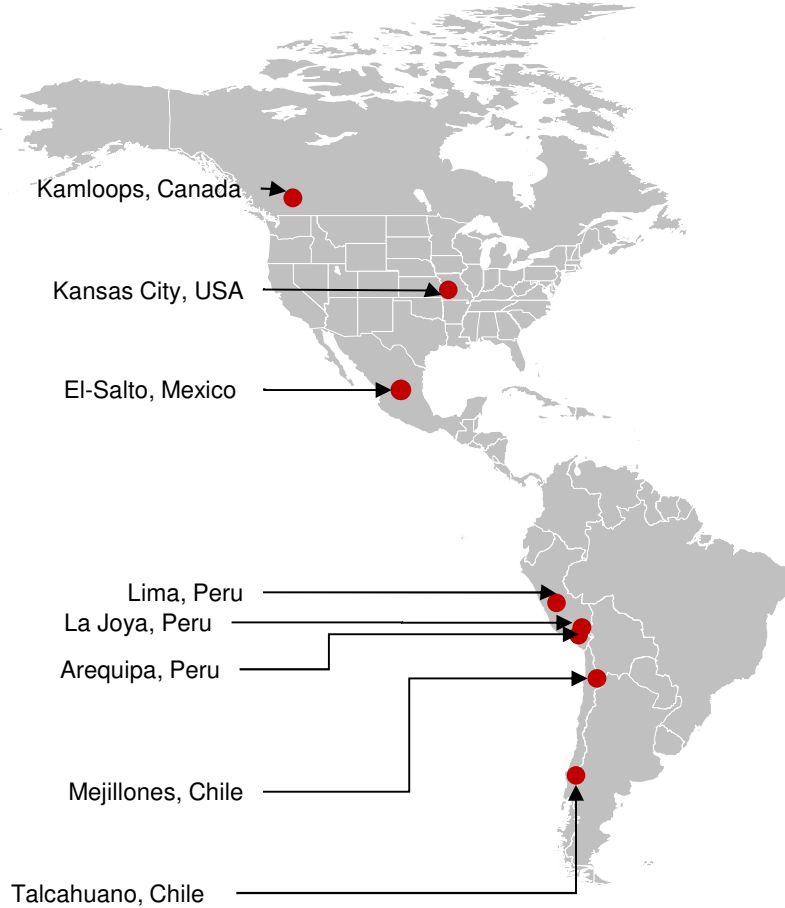 Kamloops, Canada
Kansas City, USA
El-Salto, Mexico
Lima, Peru
La Joya, Peru
Arequipa, Peru
Mejillones, Chile
Talcahuano, Chile